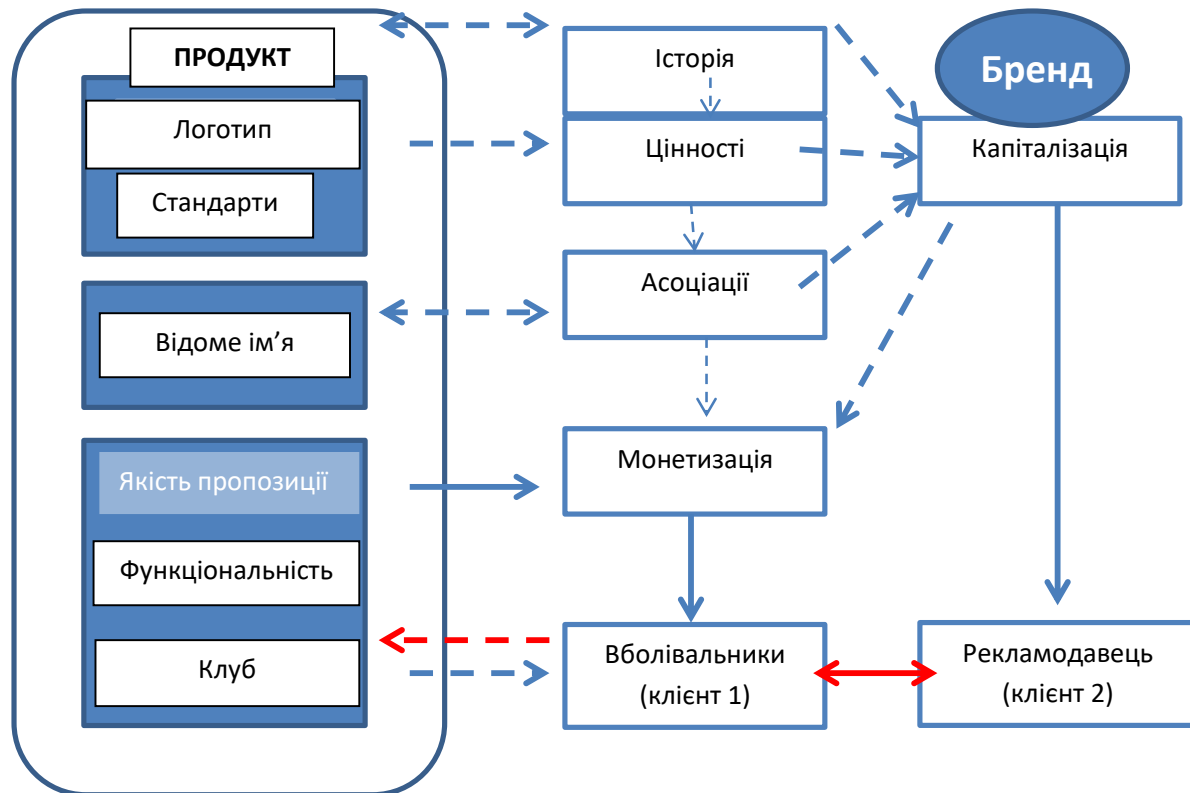 ПРОДУКТ
Логотип
Стандарти
Відоме ім’я
Якість пропозиції
Функціональність
Клуб
Історія
Цінності
Асоціації
Монетизація
Вболівальники
(клієнт 1)
Бренд
Капіталізація
Рекламодавець
(клієнт 2)